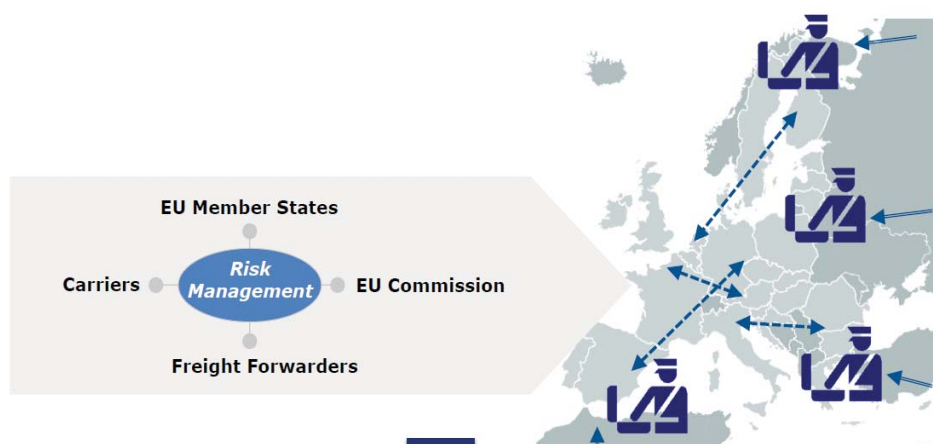 EU Member States
Risk
Management
Carriers
EU Commission
Freight Forwarders